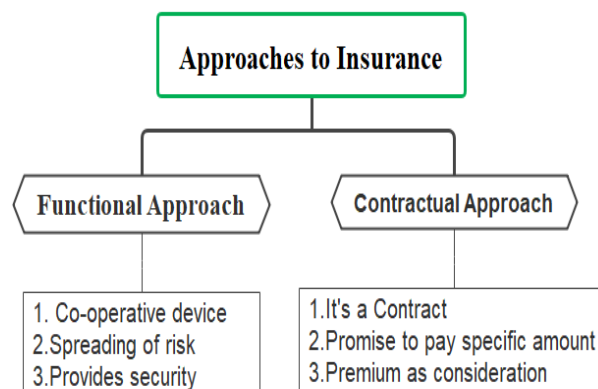 Approaches to Insurance
Functional Approach
Contractual Approach
1. Co-operative device
2.Spreading of risk
3.Provides security
1.It's a Contract
2.Promise to pay specific amount
3.Premium as consideration